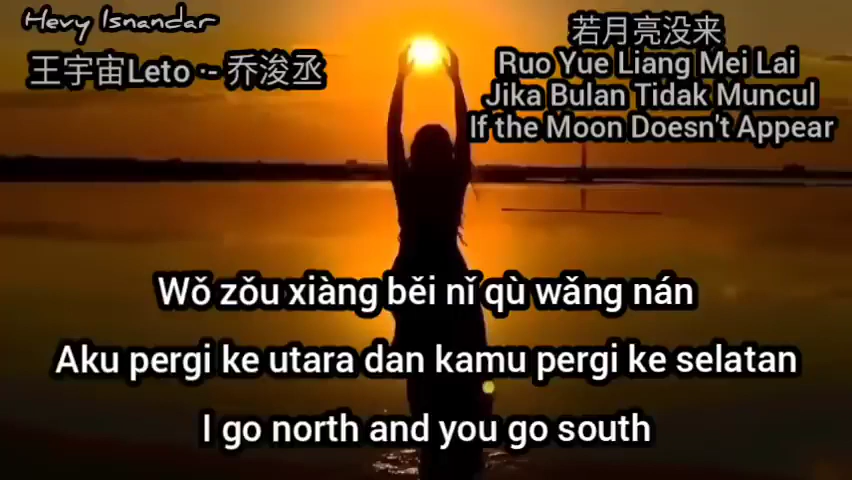 Hevy Isnandar
王宇宙Leto -- 乔浚丞
若月亮没来
Ruo Yue Liang Mei Lai
Jika Bulan Tidak Muncul
If the Moon Doesn't Appear
Wǒ zǒu xiàng běi nǐ qù wǎng nán
Aku pergi ke utara dan kamu pergi ke selatan
I go north and you go south